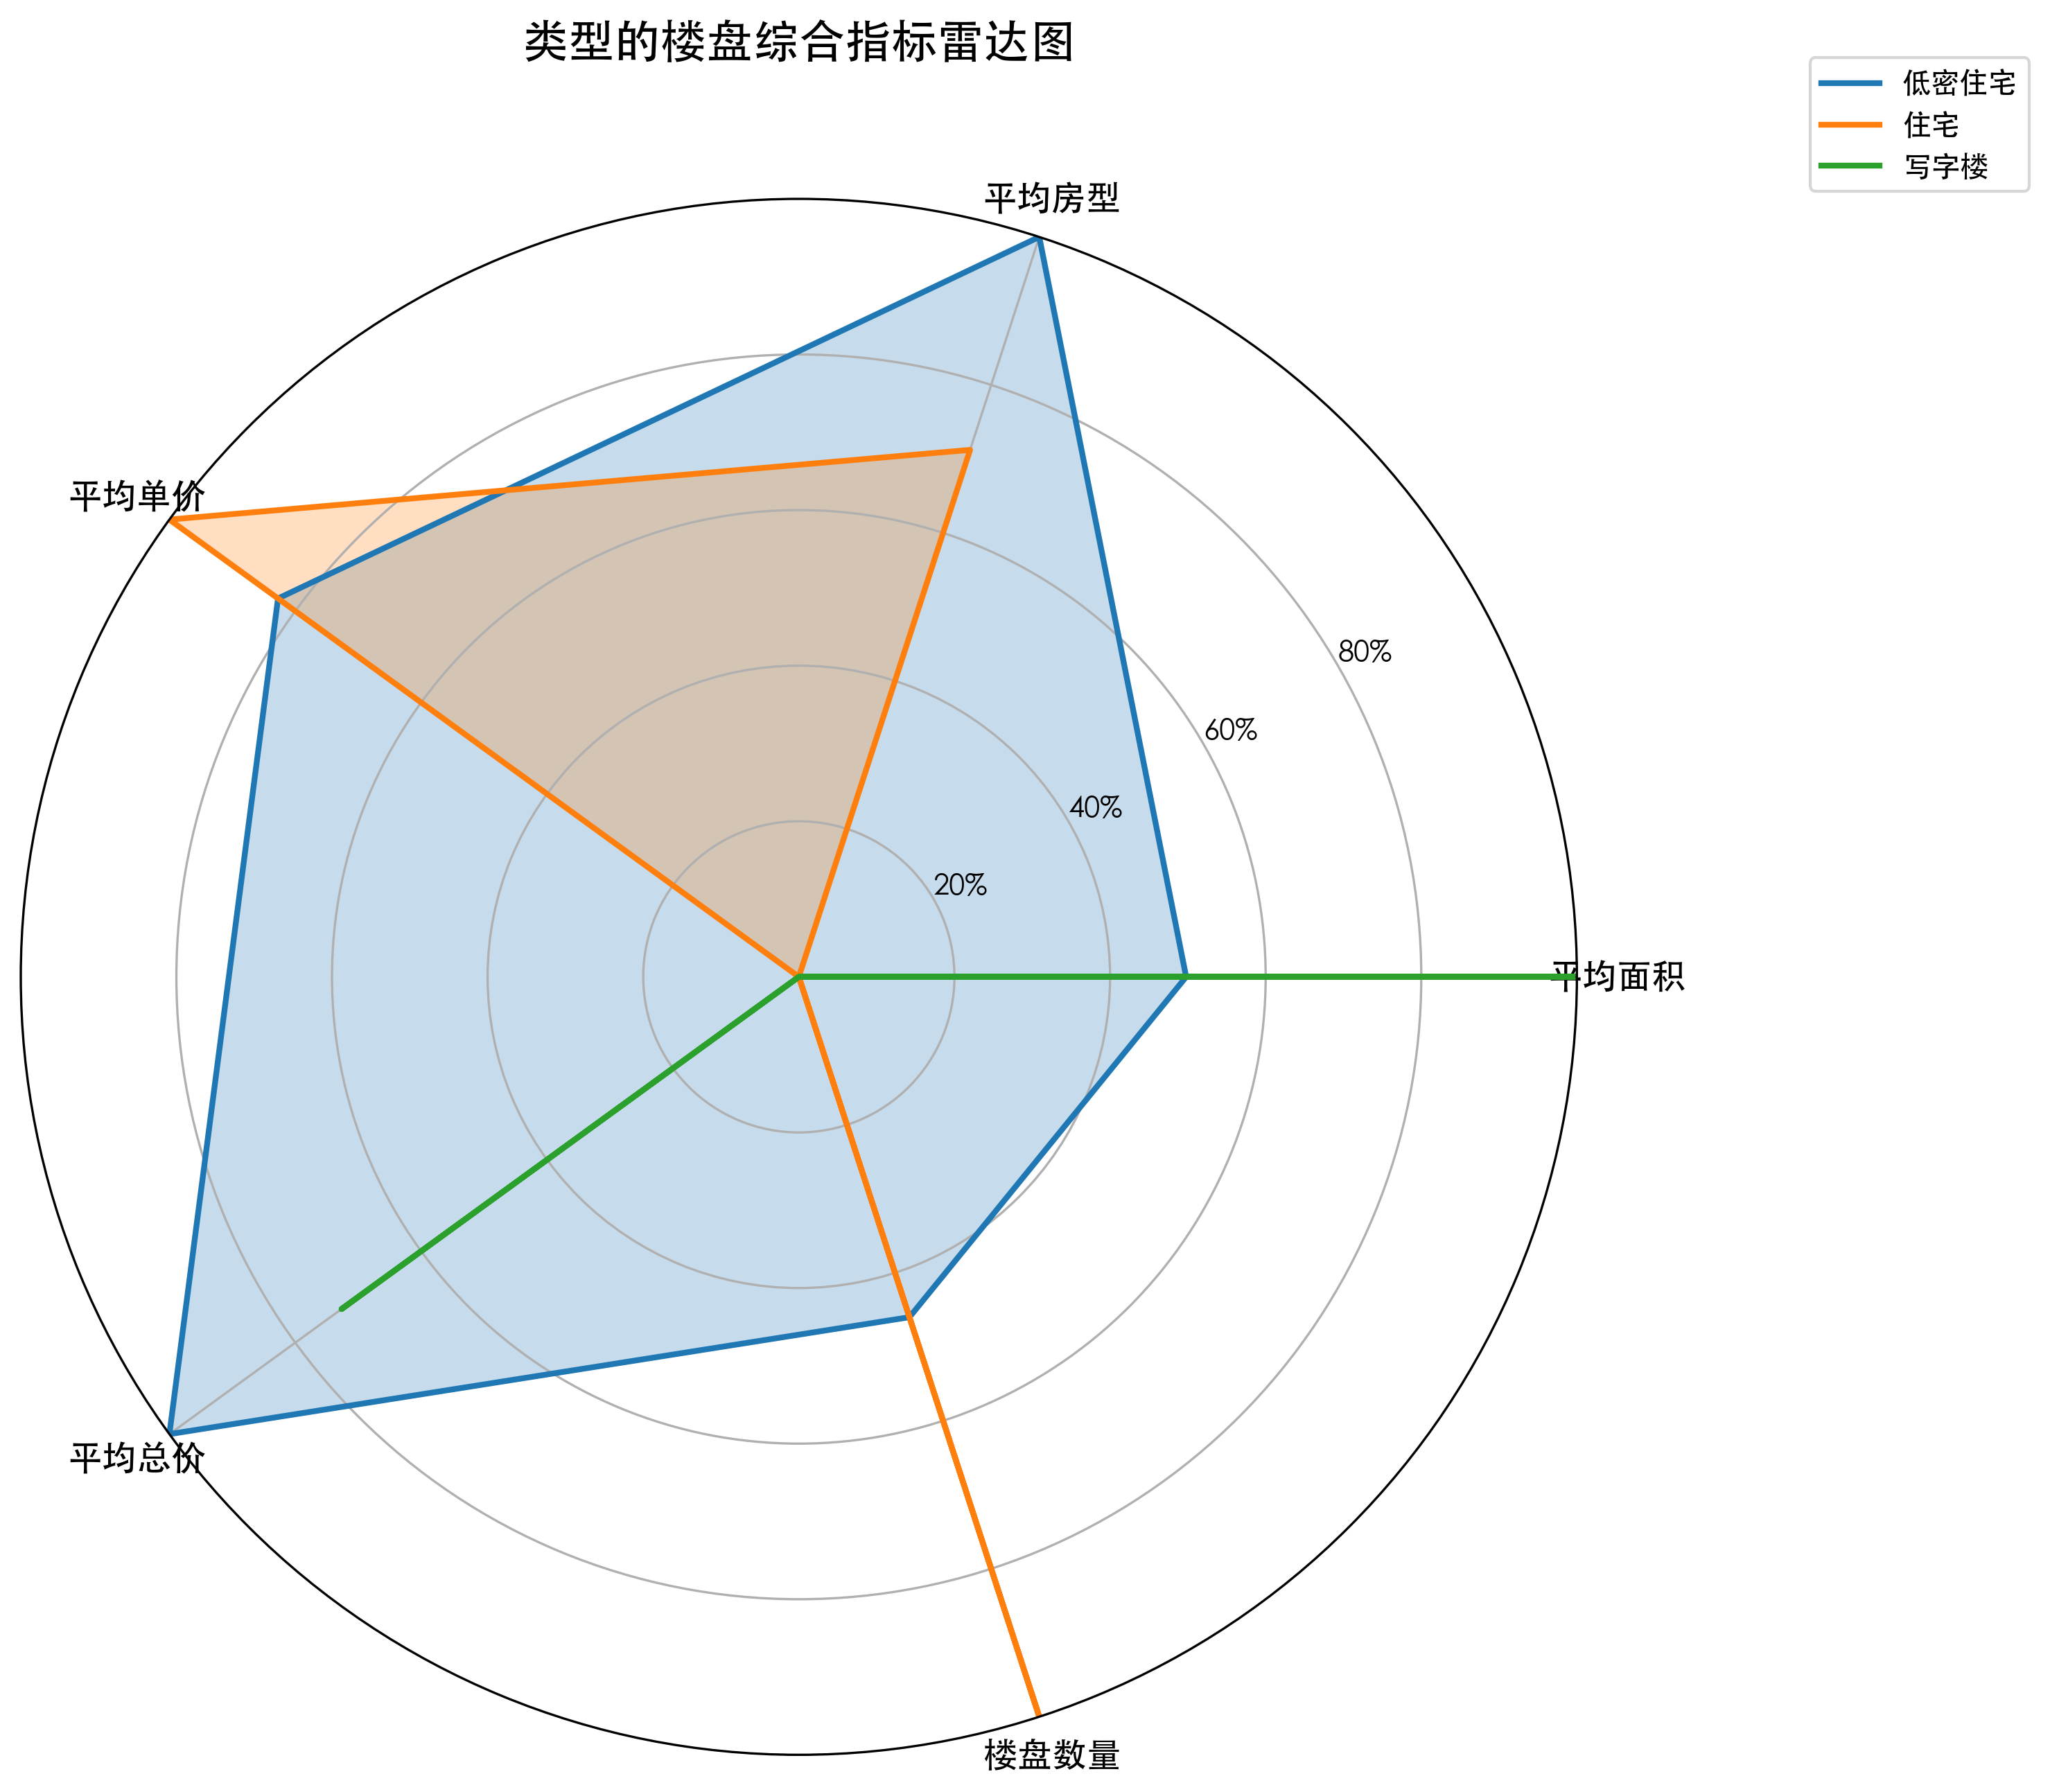 类型的楼盘综合指标雷达图
低密住宅
住宅
写字楼
平均房型
平均单价
80%
60%
40%
20%
平均面积
平均总价
楼盘数量